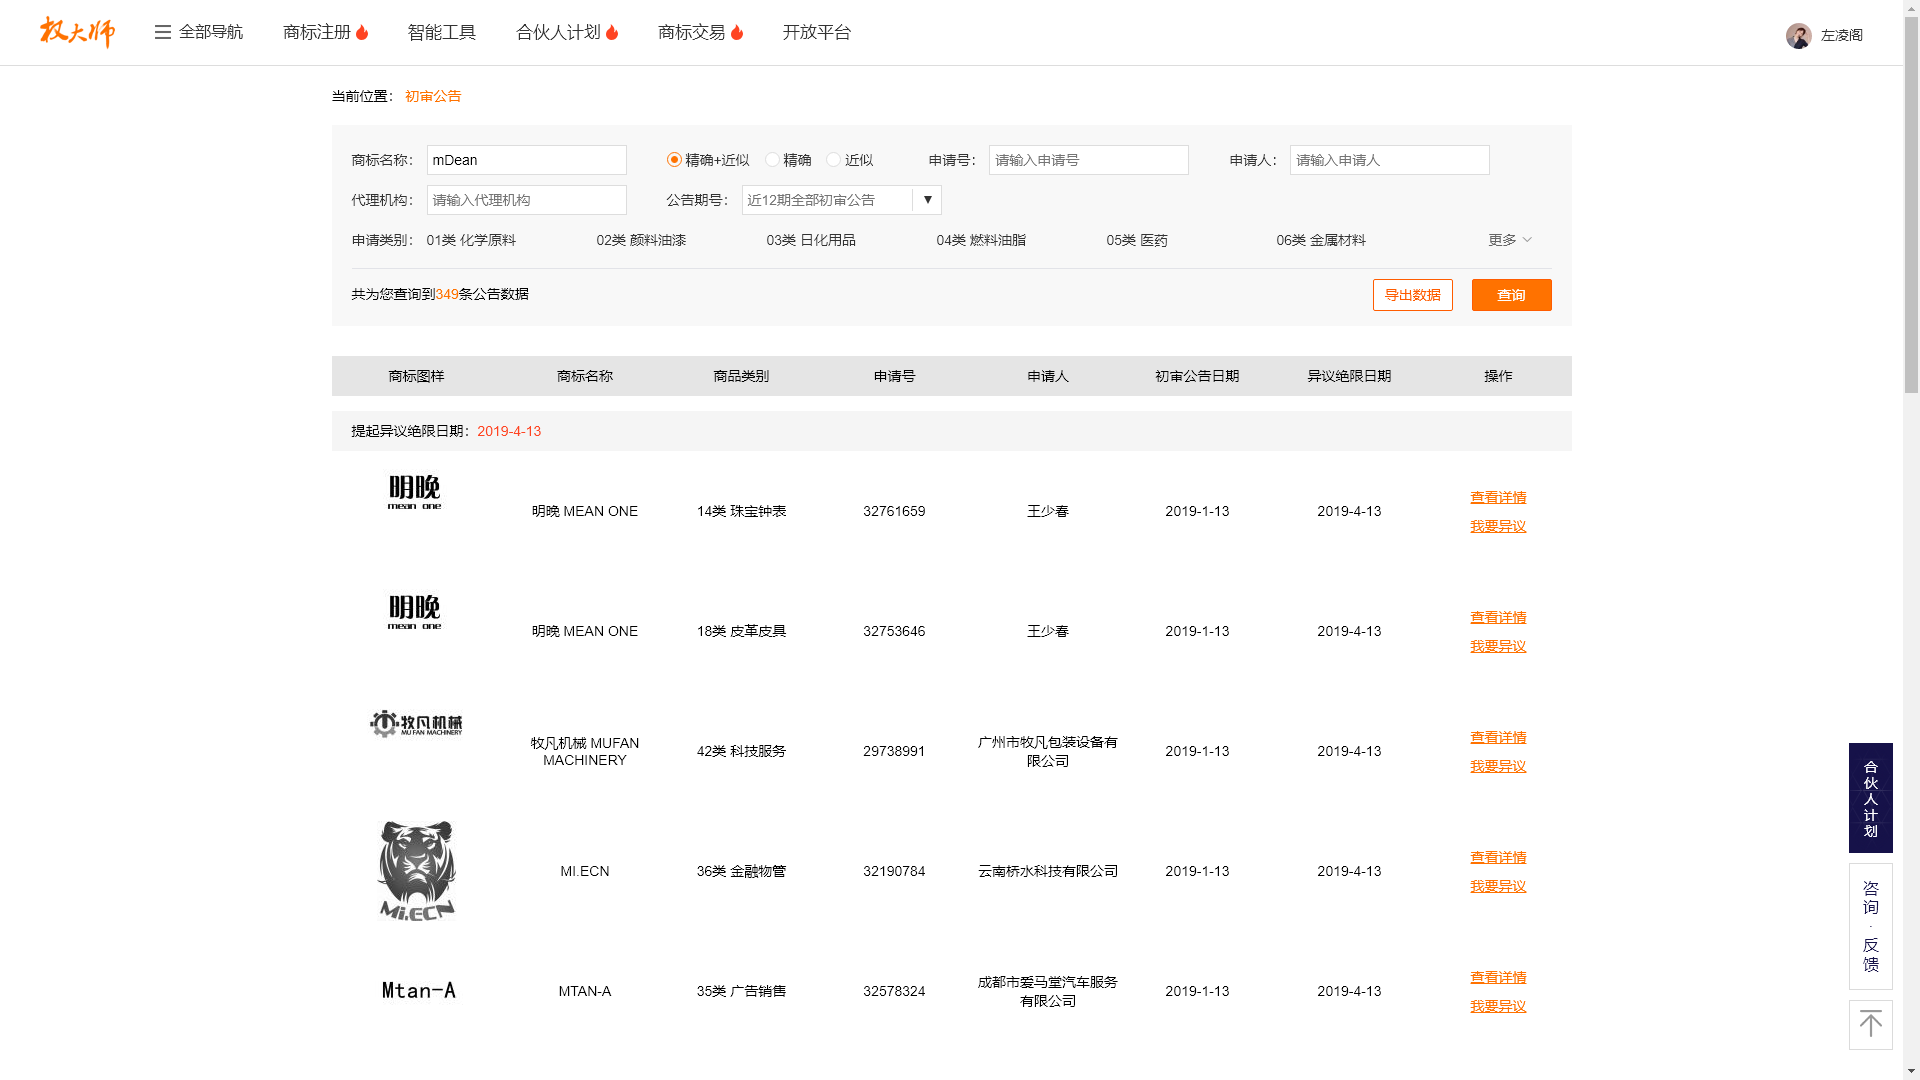 权大师 全部导航 商标注册 智能工具 合伙人计划 商标交易 开放平台 左凌阁
当前位置： 初审公告
商标名称： mDean 精确+近似 精确 近似 申请号： 请输入申请号 申请人： 请输入申请人
代理机构： 请输入代理机构 公告期号： 近12期全部初审公告 ▼
申请类别： 01类 化学原料 02类 颜料油漆 03类 日化用品 04类 燃料油脂 05类 医药 06类 金属材料 更多
共为您查询到349条公告数据 导出数据 查询
商标图样 商标名称 商品类别 申请号 申请人 初审公告日期 异议绝限日期 操作
提起异议绝限日期：2019-4-13
明晚
mean one
明晚 MEAN ONE 14类 珠宝钟表 32761659 王少春 2019-1-13 2019-4-13 查看详情
我要异议
明晚
mean one
明晚 MEAN ONE 18类 皮革皮具 32753646 王少春 2019-1-13 2019-4-13 查看详情
我要异议
牧凡机械
MU FAN MACHINERY
牧凡机械 MUFAN
MACHINERY
42类 科技服务 29738991 广州市牧凡包装设备有
限公司
2019-1-13 2019-4-13 查看详情
我要异议
Mi.ECN
MI.ECN 36类 金融物管 32190784 云南桥水科技有限公司 2019-1-13 2019-4-13 查看详情
我要异议
Mtan-A
MTAN-A 35类 广告销售 32578324 成都市爱马堂汽车服务
有限公司
2019-1-13 2019-4-13 查看详情
我要异议
合伙人计划
咨询·反馈